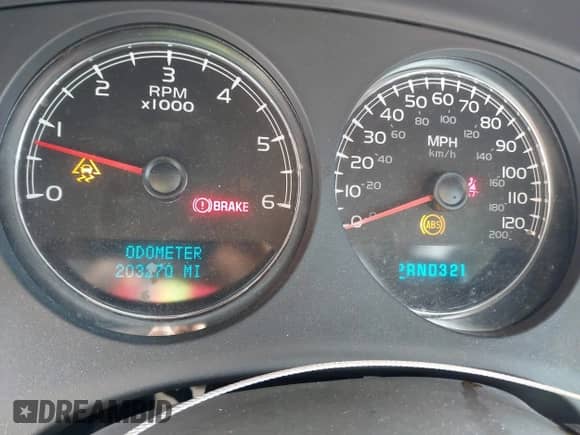 0 1 2 3 4 5 6
RPM
x1000
BRAKE
ODOMETER
203270 MI
0 10 20 30 40 50 60 70 80 90 100 110 120
0 20 40 60 80 100 120 140 160 180 200
MPH
km/h
ABS
PRND321
DREAMBID